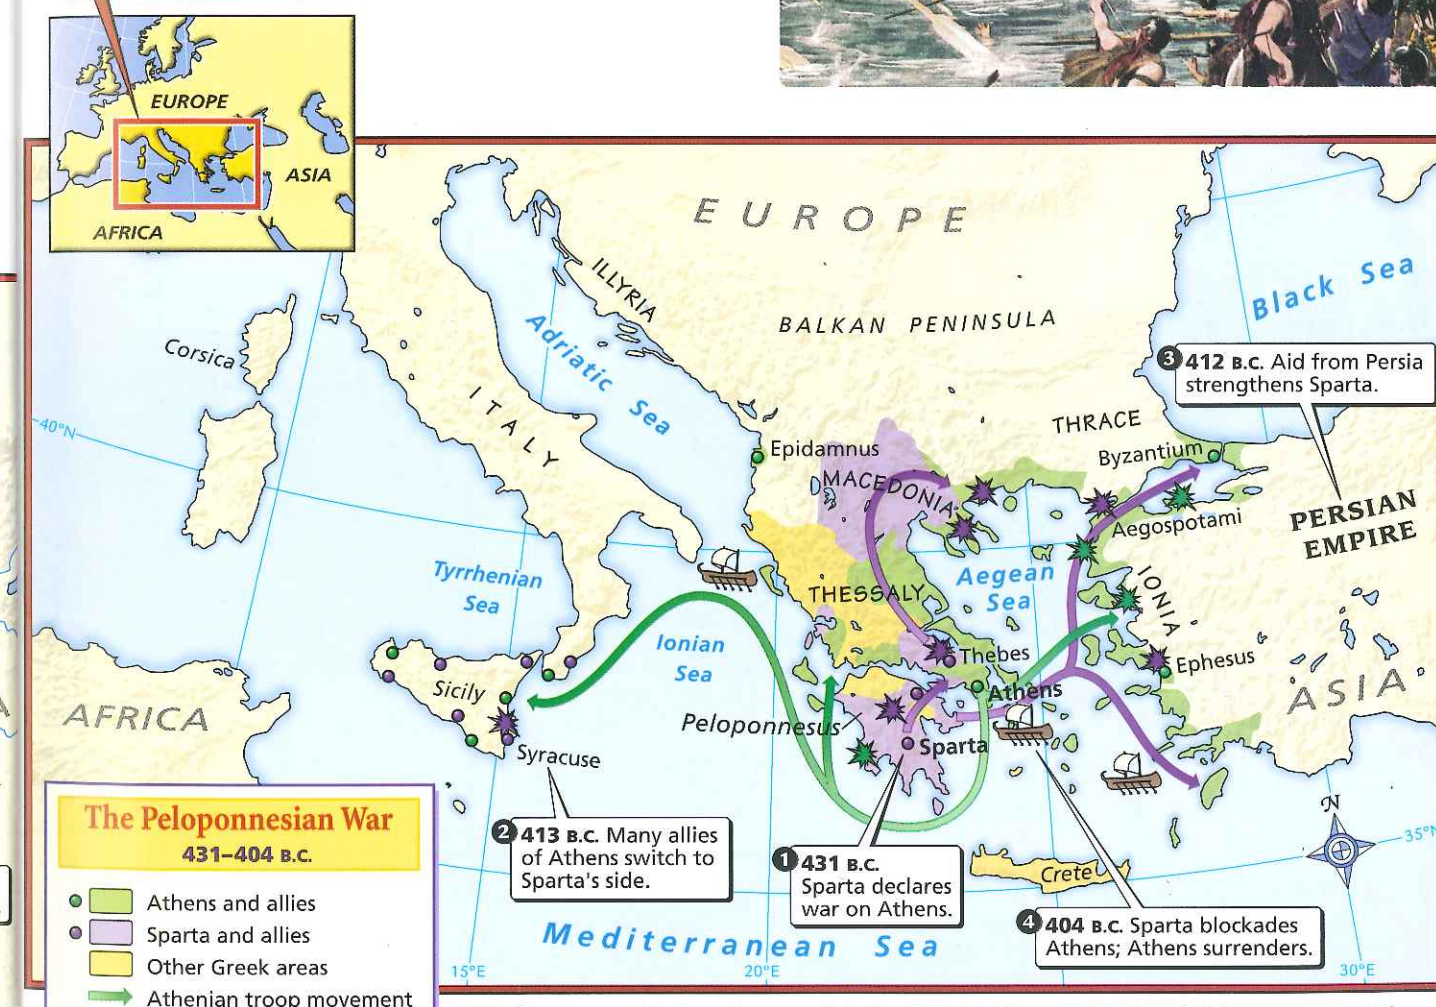 EUROPE
ASIA
AFRICA
EUROPE
ILLYRIA
BALKAN PENINSULA
Black Sea
Corsica
Adriatic
Sea
ITALY
40°N
3 412 B.C. Aid from Persia
strengthens Sparta.
THRACE
Byzantium
Epidamnus
MACEDONIA
Aegospotami
PERSIAN
EMPIRE
Tyrrhenian
Sea
THESSALY
Aegean
Sea
IONIA
Ionian
Sea
Thebes
Ephesus
Sicily
Athens
ASIA
AFRICA
Peloponnesus
Sparta
Syracuse
N
The Peloponnesian War
431–404 B.C.
2 413 B.C. Many allies
of Athens switch to
Sparta's side.
1 431 B.C.
Sparta declares
war on Athens.
35°N
Crete
4 404 B.C. Sparta blockades
Athens; Athens surrenders.
Athens and allies
Sparta and allies
Other Greek areas
Athenian troop movement
Mediterranean Sea
15°E
20°E
30°E